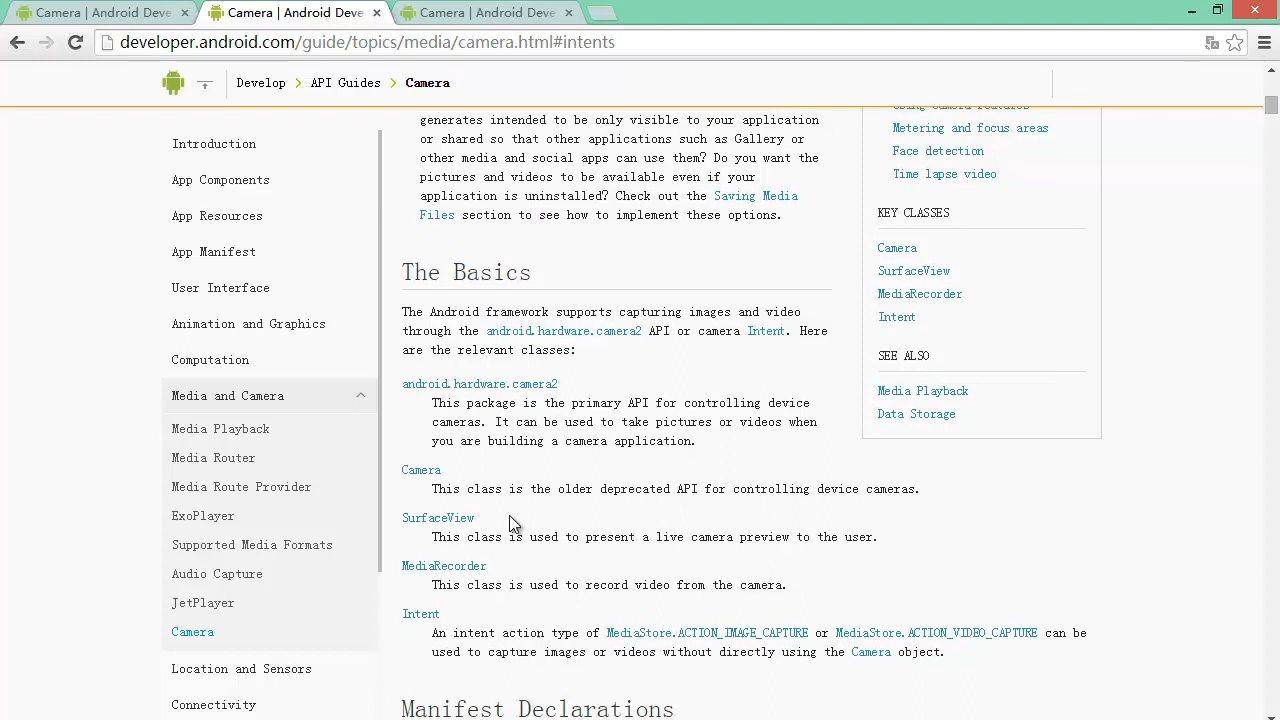 Camera | Android Deve
Camera | Android Deve
Camera | Android Deve
developer.android.com/guide/topics/media/camera.html#intents
Develop > API Guides > Camera
Introduction
App Components
App Resources
App Manifest
User Interface
Animation and Graphics
Computation
Media and Camera
Media Playback
Media Router
Media Route Provider
ExoPlayer
Supported Media Formats
Audio Capture
JetPlayer
Camera
Location and Sensors
Connectivity
generates intended to be only visible to your application
or shared so that other applications such as Gallery or
other media and social apps can use them? Do you want the
pictures and videos to be available even if your
application is uninstalled? Check out the Saving Media
Files section to see how to implement these options.
The Basics
The Android framework supports capturing images and video
through the android.hardware.camera2 API or camera Intent. Here
are the relevant classes:
android.hardware.camera2
This package is the primary API for controlling device
cameras. It can be used to take pictures or videos when
you are building a camera application.
Camera
This class is the older deprecated API for controlling device cameras.
SurfaceView
This class is used to present a live camera preview to the user.
MediaRecorder
This class is used to record video from the camera.
Intent
An intent action type of MediaStore.ACTION_IMAGE_CAPTURE or MediaStore.ACTION_VIDEO_CAPTURE can be
used to capture images or videos without directly using the Camera object.
Manifest Declarations
Using camera features
Metering and focus areas
Face detection
Time lapse video
KEY CLASSES
Camera
SurfaceView
MediaRecorder
Intent
SEE ALSO
Media Playback
Data Storage